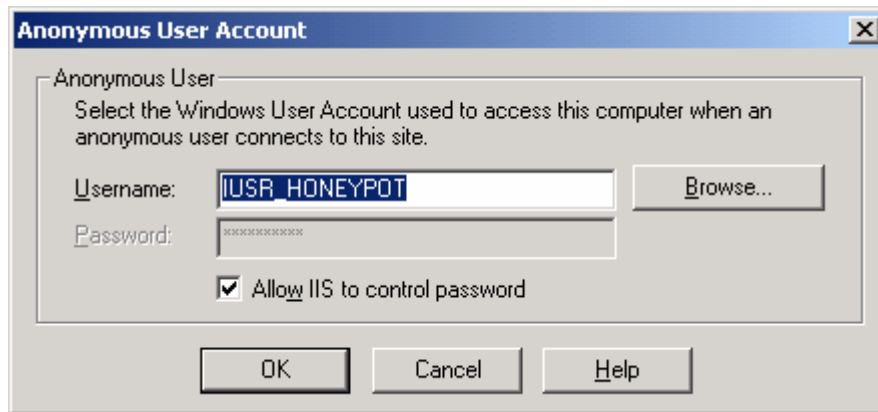 Anonymous User Account
Anonymous User
Select the Windows User Account used to access this computer when an
anonymous user connects to this site.
Username: IUSR_HONEYPOT Browse...
Password: **********
Allow IIS to control password
OK Cancel Help